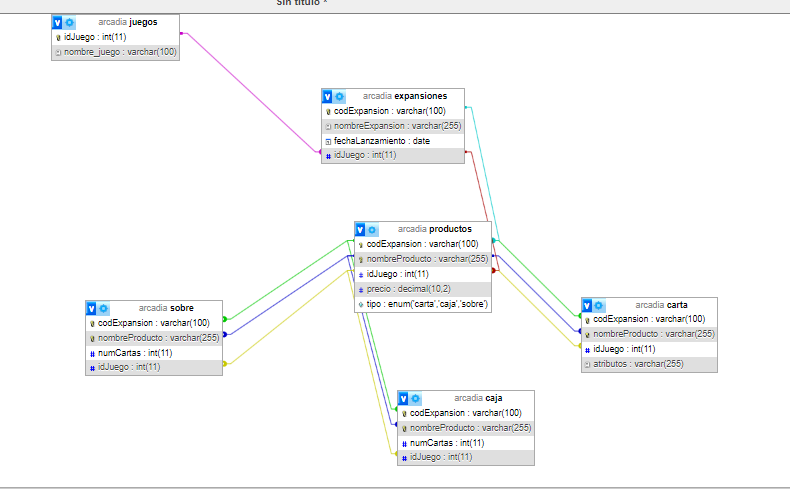 Sin título *
arcadia juegos
idJuego : int(11)
nombre_juego : varchar(100)
arcadia expansiones
codExpansion : varchar(100)
nombreExpansion : varchar(255)
fechaLanzamiento : date
idJuego : int(11)
arcadia productos
codExpansion : varchar(100)
nombreProducto : varchar(255)
idJuego : int(11)
precio : decimal(10,2)
tipo : enum('carta','caja','sobre')
arcadia sobre
codExpansion : varchar(100)
nombreProducto : varchar(255)
numCartas : int(11)
idJuego : int(11)
arcadia carta
codExpansion : varchar(100)
nombreProducto : varchar(255)
idJuego : int(11)
atributos : varchar(255)
arcadia caja
codExpansion : varchar(100)
nombreProducto : varchar(255)
numCartas : int(11)
idJuego : int(11)